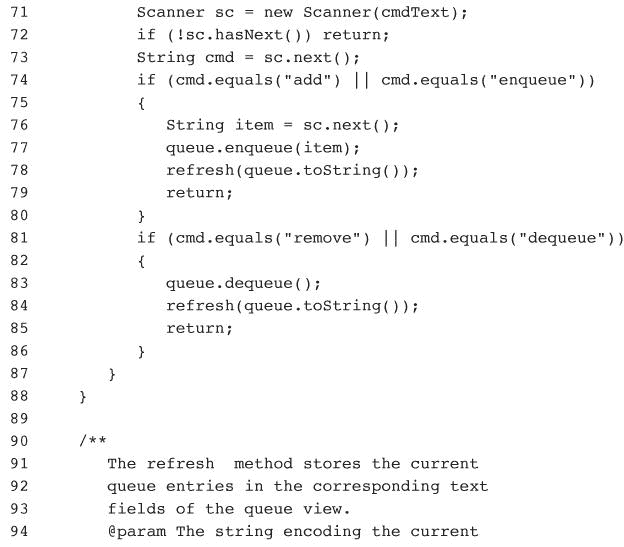 71 Scanner sc = new Scanner(cmdText);
72 if (!sc.hasNext()) return;
73 String cmd = sc.next();
74 if (cmd.equals("add") || cmd.equals("enqueue"))
75 {
76 String item = sc.next();
77 queue.enqueue(item);
78 refresh(queue.toString());
79 return;
80 }
81 if (cmd.equals("remove") || cmd.equals("dequeue"))
82 {
83 queue.dequeue();
84 refresh(queue.toString());
85 return;
86 }
87 }
88 }
89
90 /**
91 The refresh method stores the current
92 queue entries in the corresponding text
93 fields of the queue view.
94 @param The string encoding the current